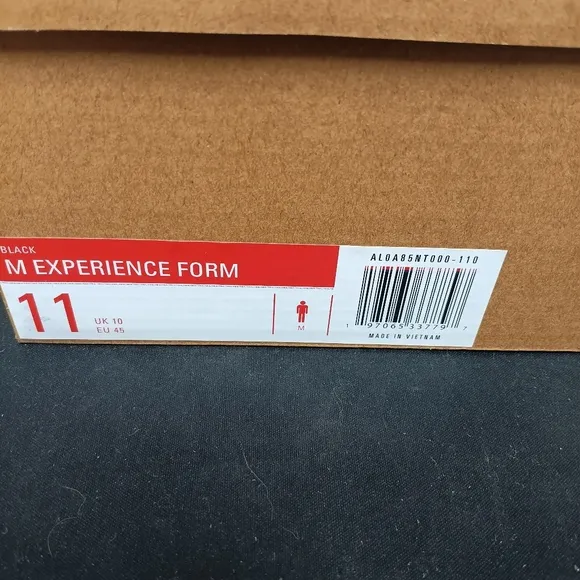 BLACK
M EXPERIENCE FORM
11
UK 10
EU 45
M
AL0A85NT000-110
1 97065 33779 7
MADE IN VIETNAM